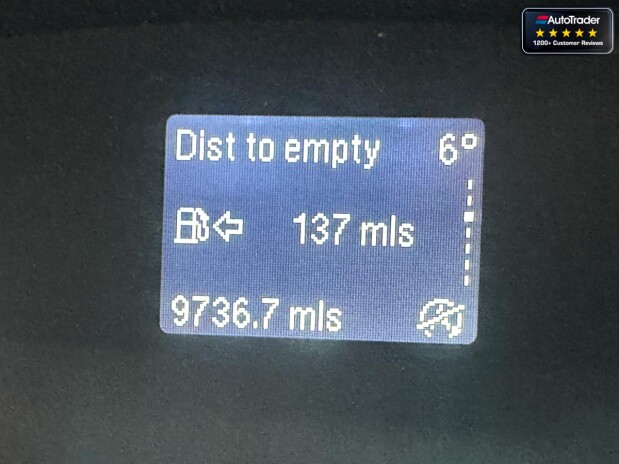 AutoTrader
1200+ Customer Reviews
Dist to empty 6°
137 mls
9736.7 mls